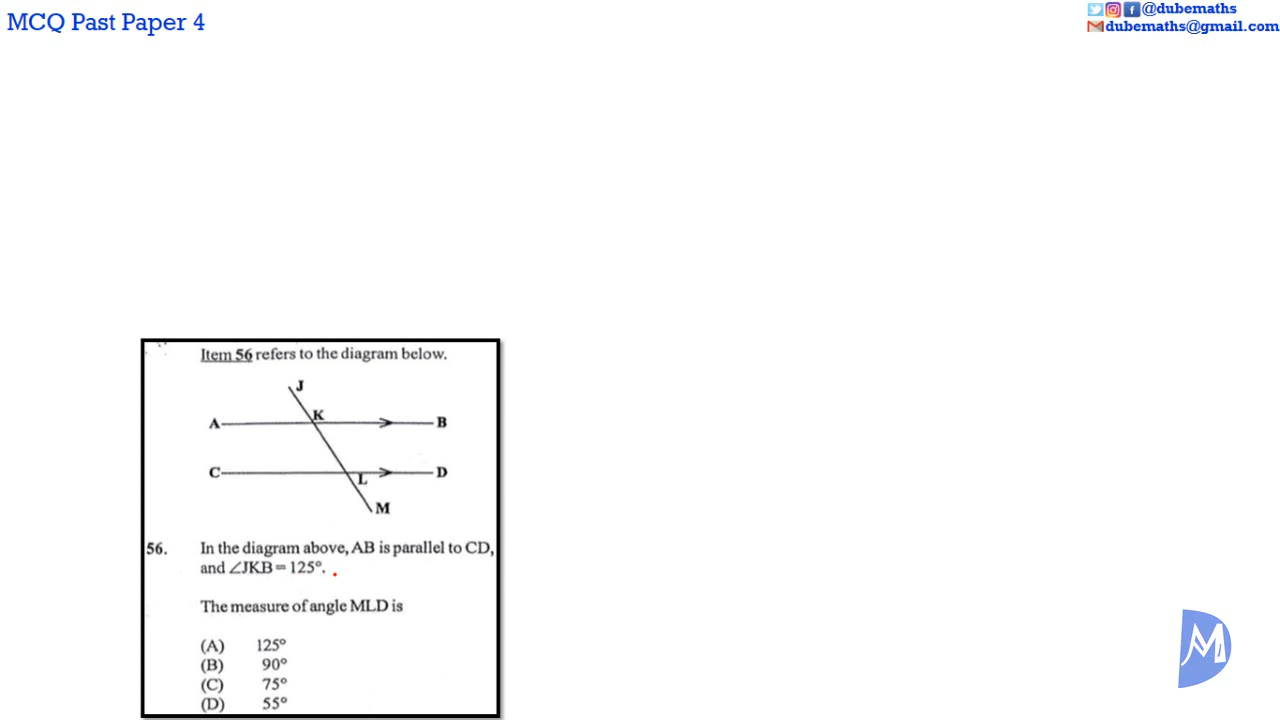 MCQ Past Paper 4
@dubemaths
dubemaths@gmail.com
Item 56 refers to the diagram below.
J
K
A
B
C
D
L
M
56. In the diagram above, AB is parallel to CD,
and ∠JKB = 125°.
The measure of angle MLD is
(A) 125°
(B) 90°
(C) 75°
(D) 55°
MD